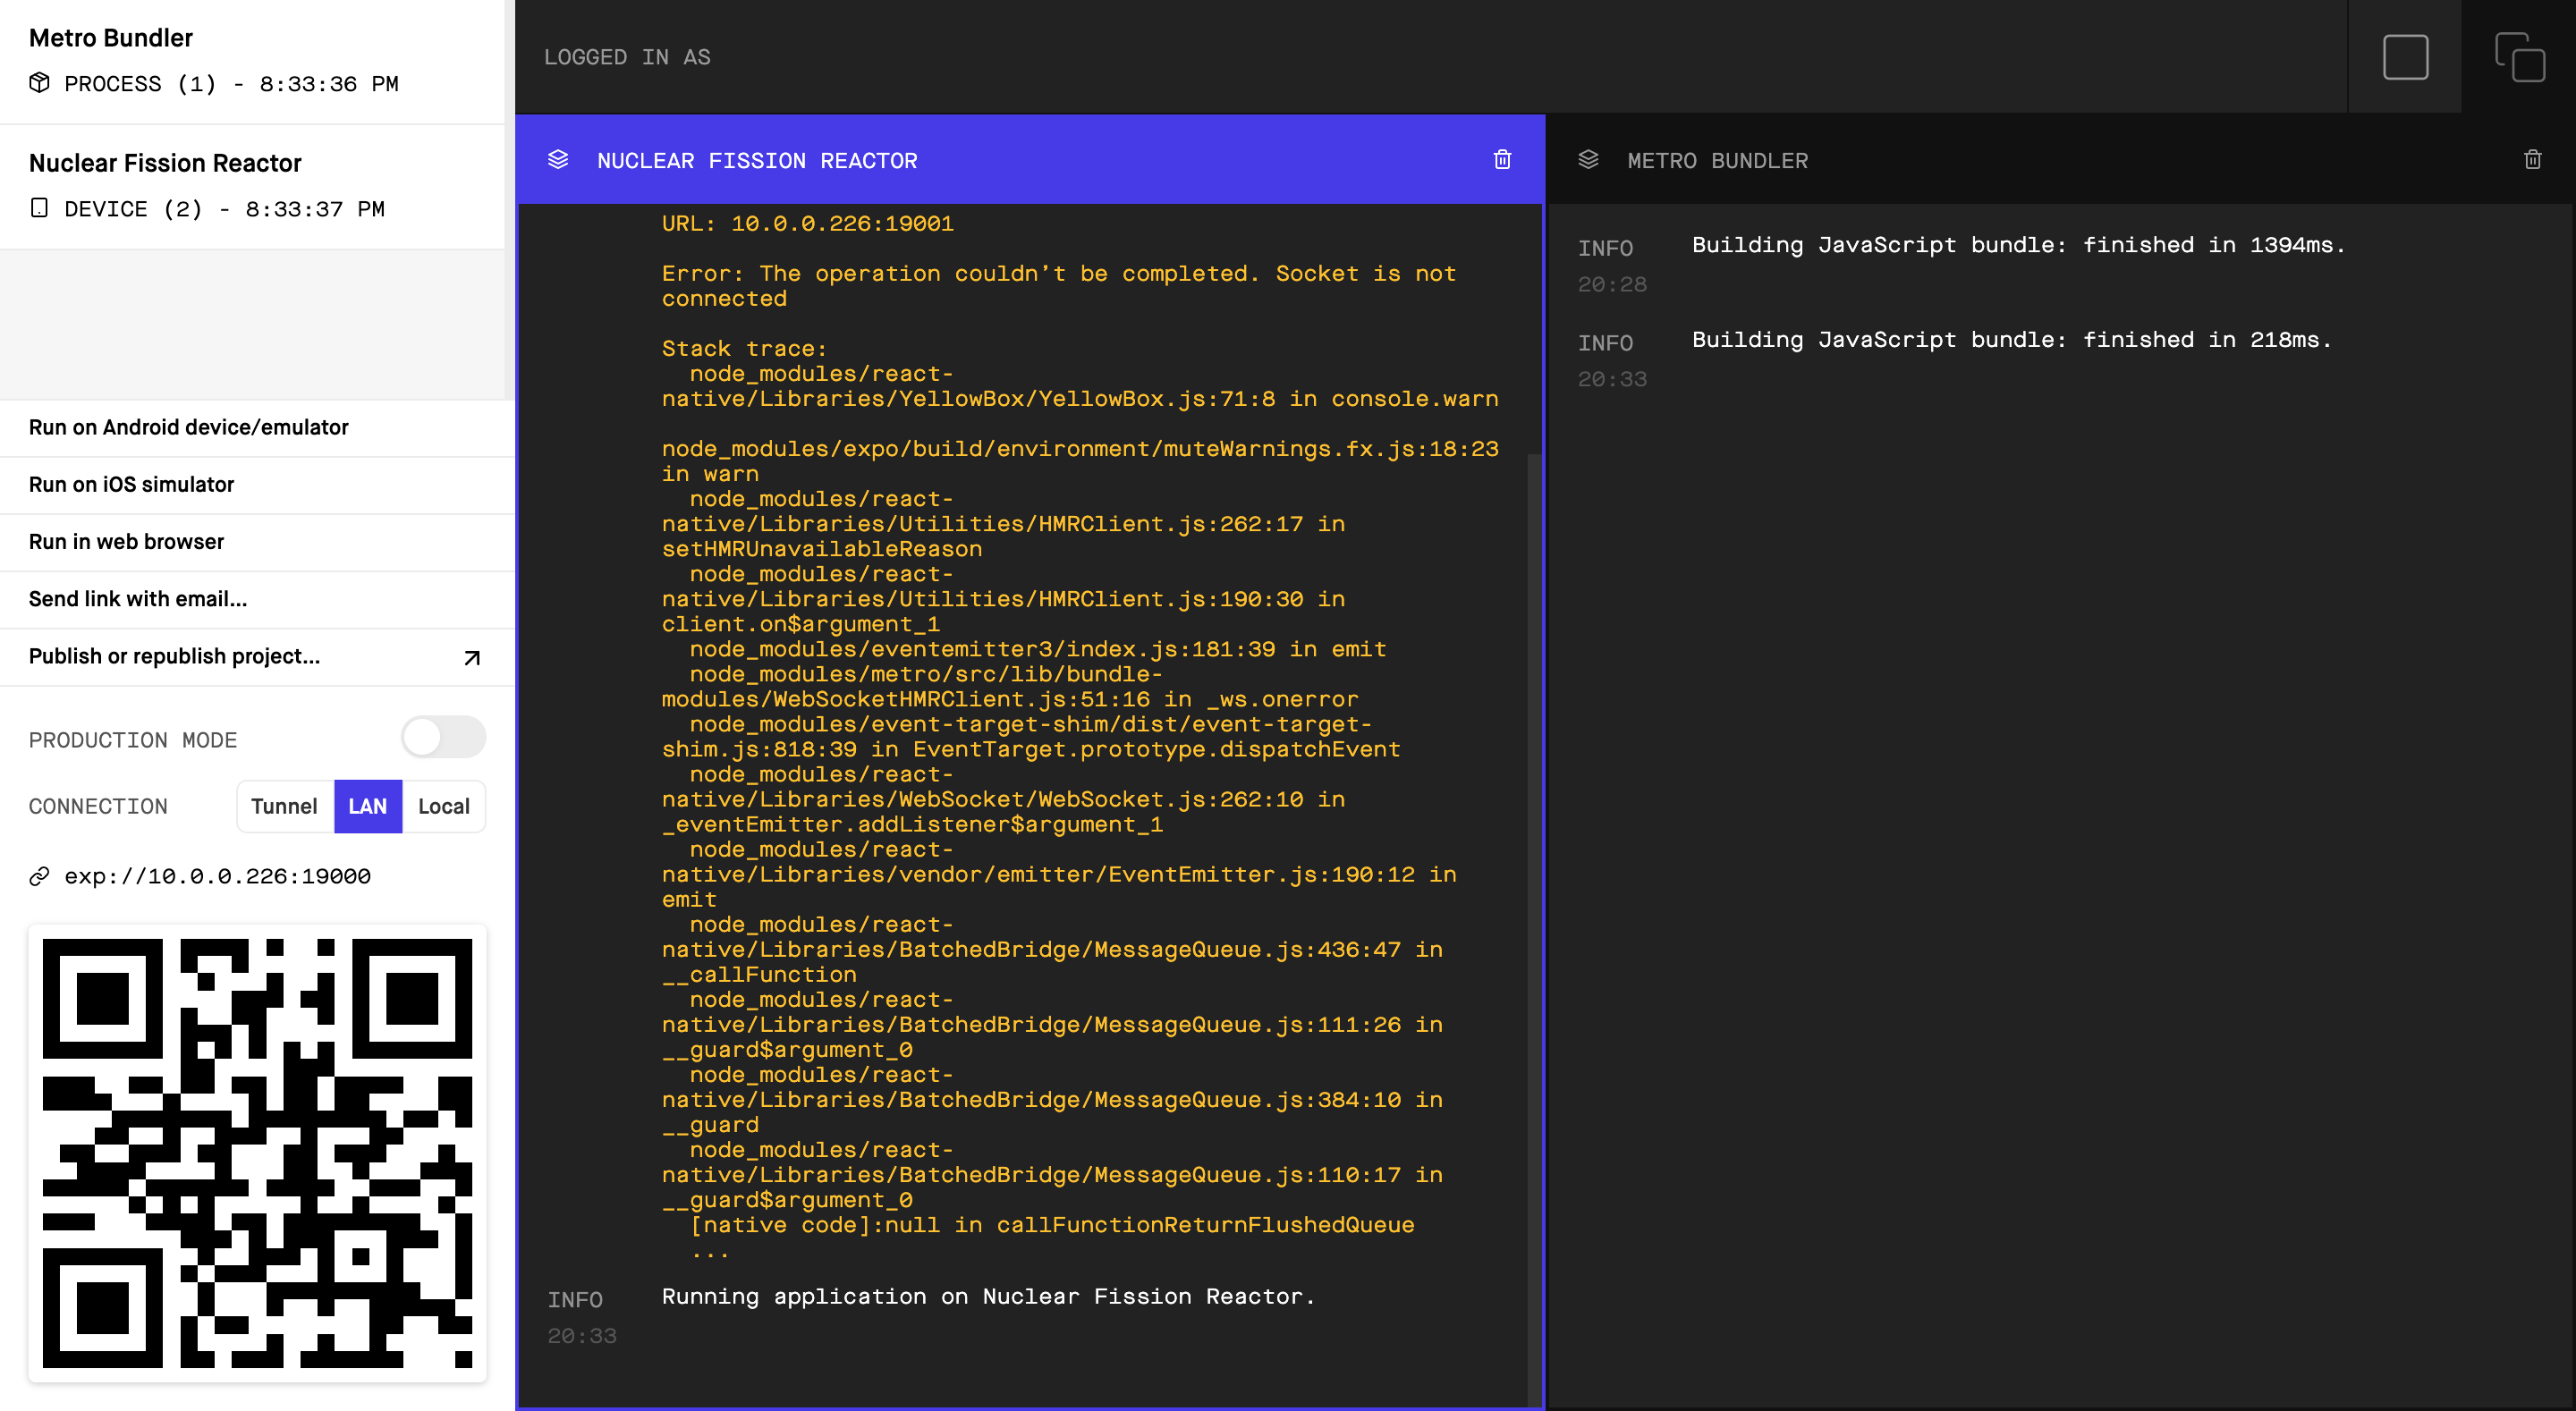 Metro Bundler
PROCESS (1) - 8:33:36 PM
Nuclear Fission Reactor
DEVICE (2) - 8:33:37 PM
Run on Android device/emulator
Run on iOS simulator
Run in web browser
Send link with email...
Publish or republish project...
PRODUCTION MODE
CONNECTION Tunnel LAN Local
exp://10.0.0.226:19000
LOGGED IN AS
NUCLEAR FISSION REACTOR
URL: 10.0.0.226:19001
Error: The operation couldn’t be completed. Socket is not
connected
Stack trace:
node_modules/react-
native/Libraries/YellowBox/YellowBox.js:71:8 in console.warn
node_modules/expo/build/environment/muteWarnings.fx.js:18:23
in warn
node_modules/react-
native/Libraries/Utilities/HMRClient.js:262:17 in
setHMRUnavailableReason
node_modules/react-
native/Libraries/Utilities/HMRClient.js:190:30 in
client.on$argument_1
node_modules/eventemitter3/index.js:181:39 in emit
node_modules/metro/src/lib/bundle-
modules/WebSocketHMRClient.js:51:16 in _ws.onerror
node_modules/event-target-shim/dist/event-target-
shim.js:818:39 in EventTarget.prototype.dispatchEvent
node_modules/react-
native/Libraries/WebSocket/WebSocket.js:262:10 in
_eventEmitter.addListener$argument_1
node_modules/react-
native/Libraries/vendor/emitter/EventEmitter.js:190:12 in
emit
node_modules/react-
native/Libraries/BatchedBridge/MessageQueue.js:436:47 in
__callFunction
node_modules/react-
native/Libraries/BatchedBridge/MessageQueue.js:111:26 in
__guard$argument_0
node_modules/react-
native/Libraries/BatchedBridge/MessageQueue.js:384:10 in
__guard
node_modules/react-
native/Libraries/BatchedBridge/MessageQueue.js:110:17 in
__guard$argument_0
[native code]:null in callFunctionReturnFlushedQueue
...
INFO Running application on Nuclear Fission Reactor.
20:33
METRO BUNDLER
INFO Building JavaScript bundle: finished in 1394ms.
20:28
INFO Building JavaScript bundle: finished in 218ms.
20:33